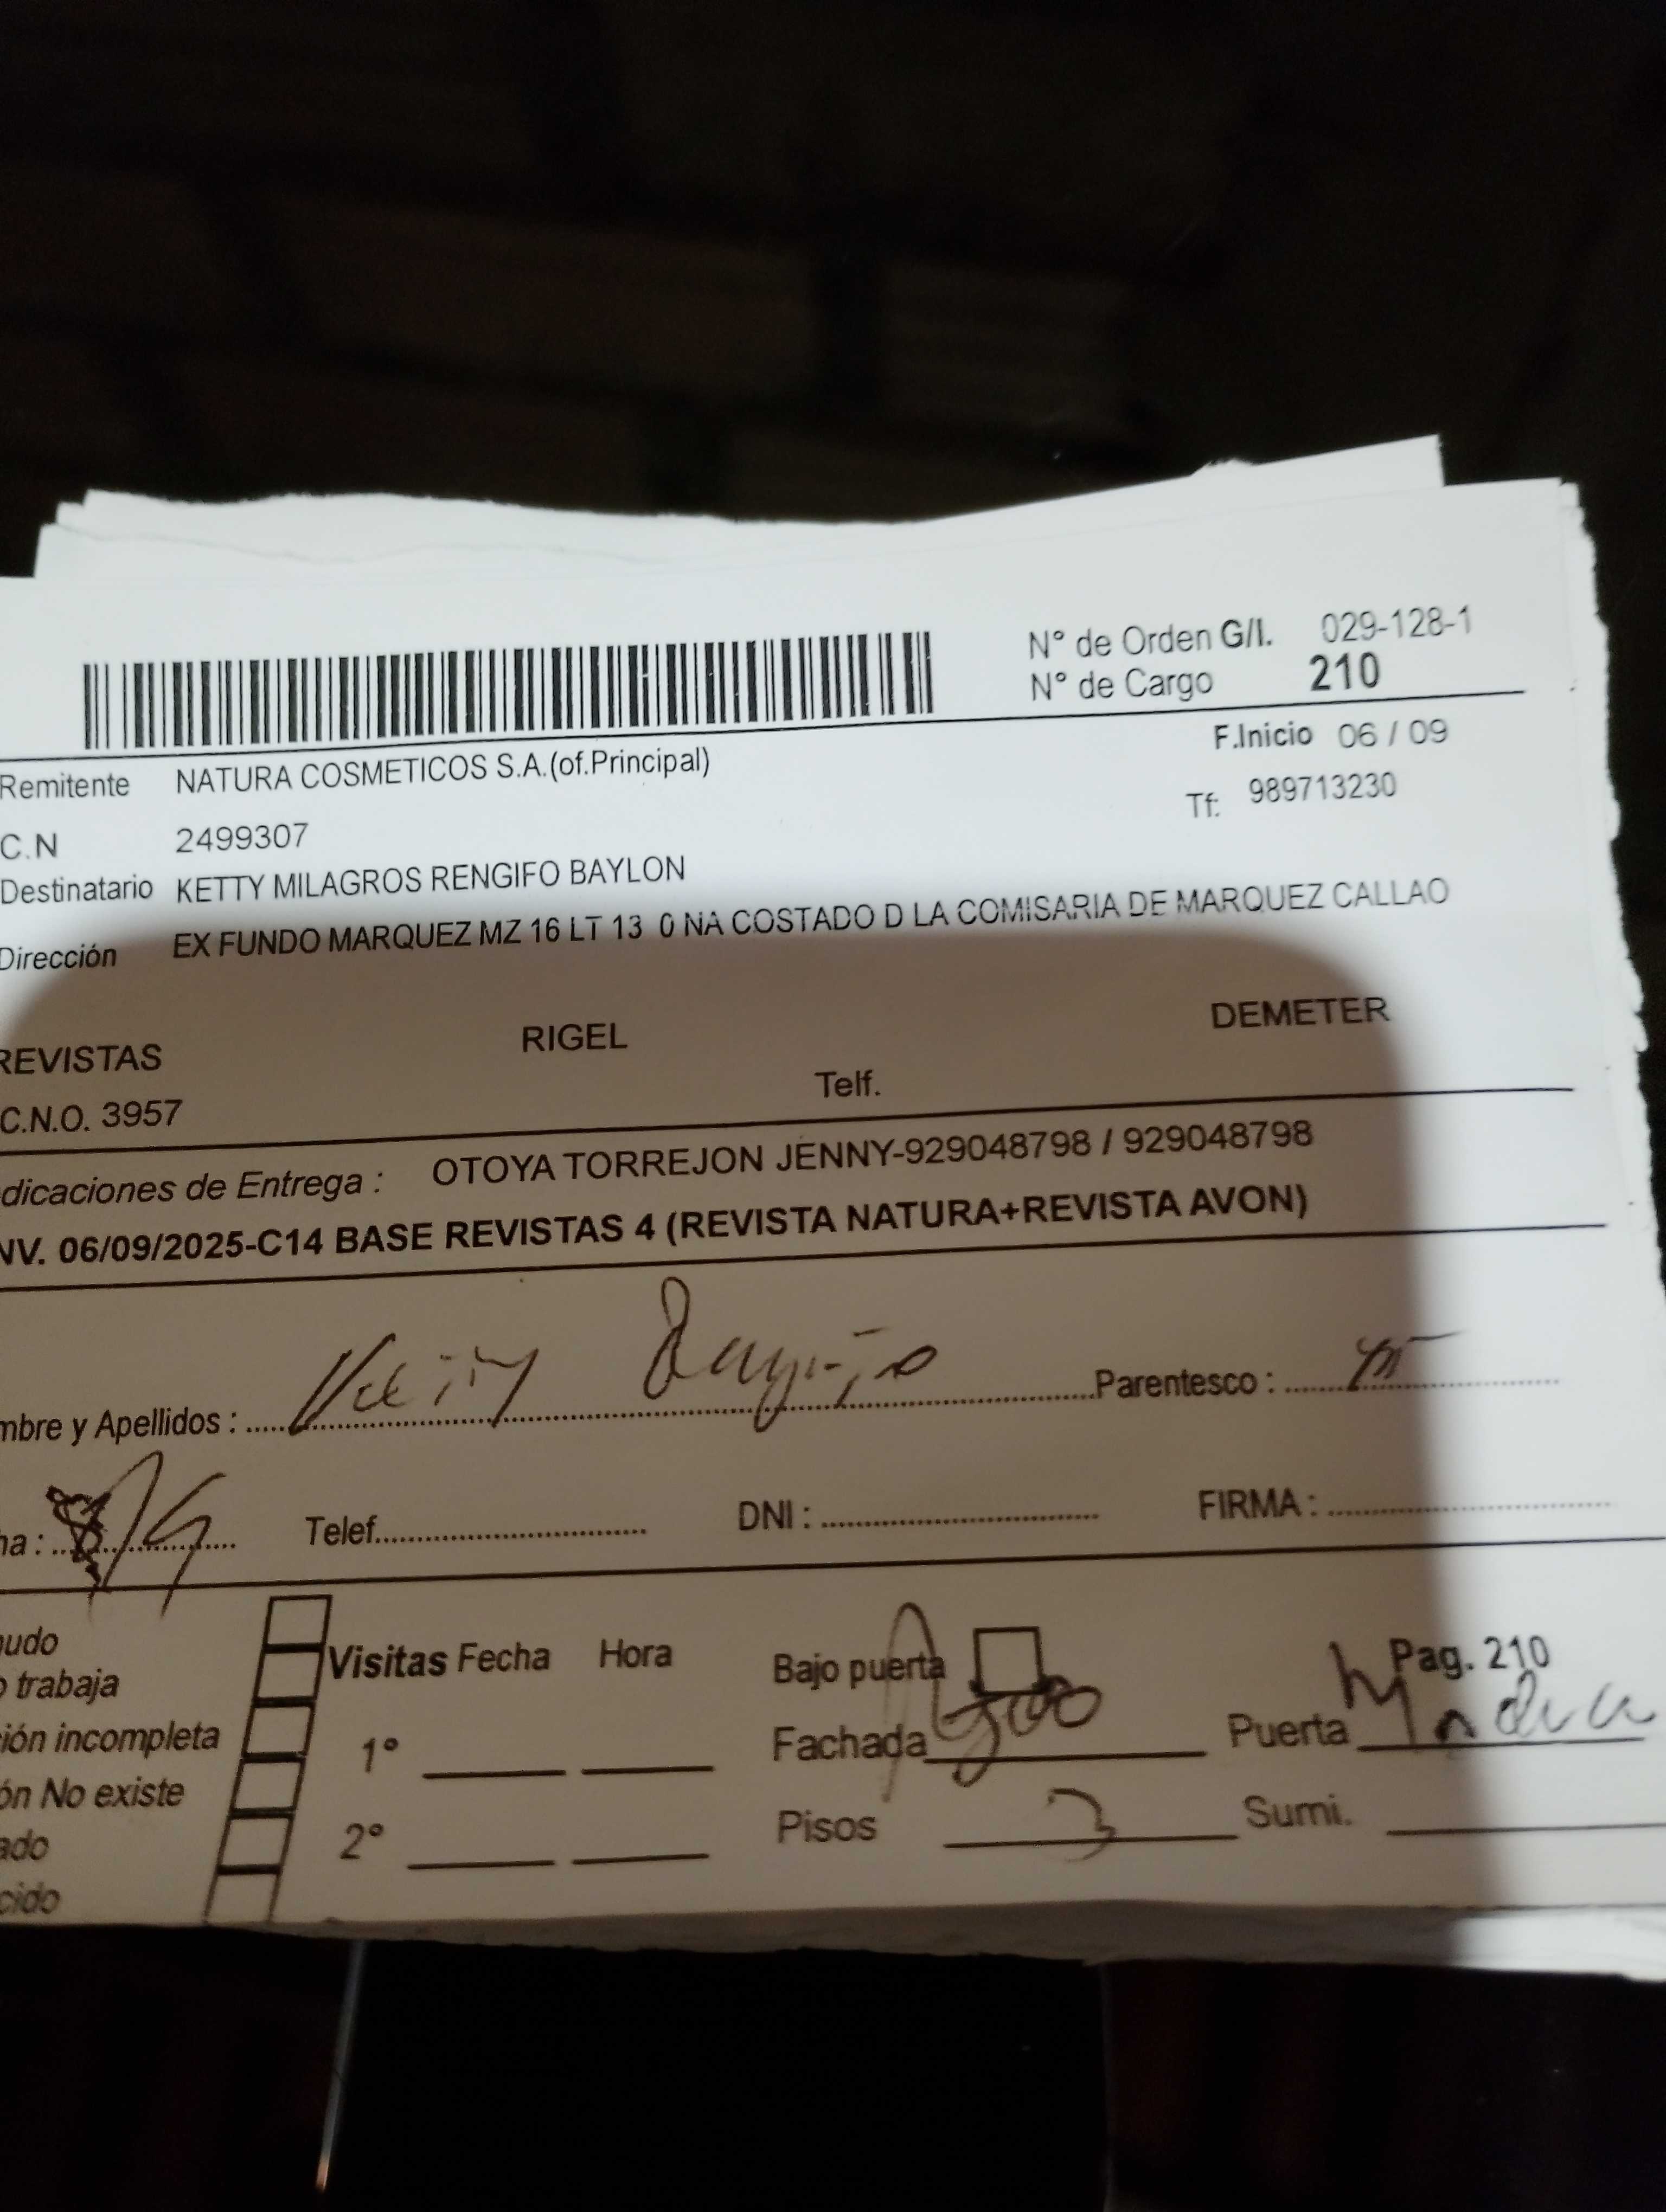 N° de Orden G/I. 029-128-1
N° de Cargo 210
F.Inicio 06 / 09
Remitente NATURA COSMETICOS S.A.(of.Principal)
Tf: 989713230
C.N 2499307
Destinatario KETTY MILAGROS RENGIFO BAYLON
Dirección EX FUNDO MARQUEZ MZ 16 LT 13 0 NA COSTADO D LA COMISARIA DE MARQUEZ CALLAO
REVISTAS RIGEL DEMETER
C.N.O. 3957 Telf.
dicaciones de Entrega : OTOYA TORREJON JENNY-929048798 / 929048798
NV. 06/09/2025-C14 BASE REVISTAS 4 (REVISTA NATURA+REVISTA AVON)
mbre y Apellidos : Parentesco :
ha : Telef. DNI : FIRMA :
udo
o trabaja
ión incompleta
ón No existe
ado
cido
Visitas Fecha Hora
1°
2°
Bajo puerta Pag. 210
Fachada Puerta
Pisos 3 Sumi.